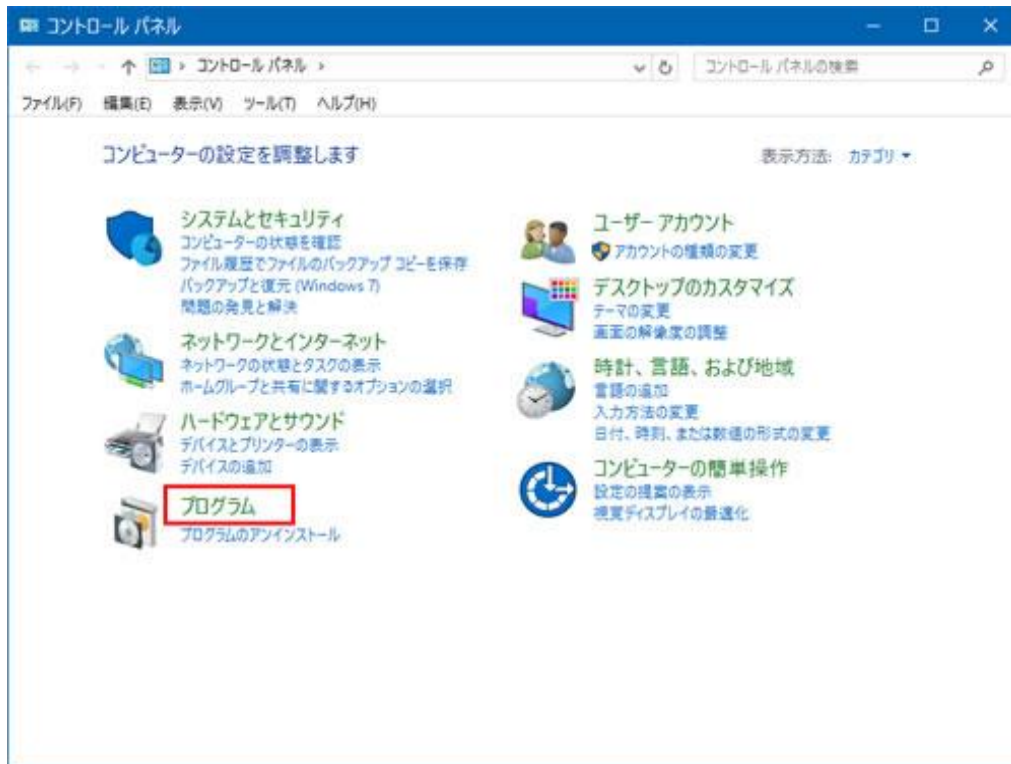 コントロール パネル
コントロール パネル
コントロール パネルの検索
ファイル(F) 編集(E) 表示(V) ツール(T) ヘルプ(H)
コンピューターの設定を調整します
表示方法: カテゴリ
システムとセキュリティ
コンピューターの状態を確認
ファイル履歴でファイルのバックアップ コピーを保存
バックアップと復元 (Windows 7)
問題の発見と解決
ネットワークとインターネット
ネットワークの状態とタスクの表示
ホームグループと共有に関するオプションの選択
ハードウェアとサウンド
デバイスとプリンターの表示
デバイスの追加
プログラム
プログラムのアンインストール
ユーザー アカウント
アカウントの種類の変更
デスクトップのカスタマイズ
テーマの変更
画面の解像度の調整
時計、言語、および地域
言語の追加
入力方法の変更
日付、時刻、または数値の形式の変更
コンピューターの簡単操作
設定の提案の表示
視覚ディスプレイの最適化